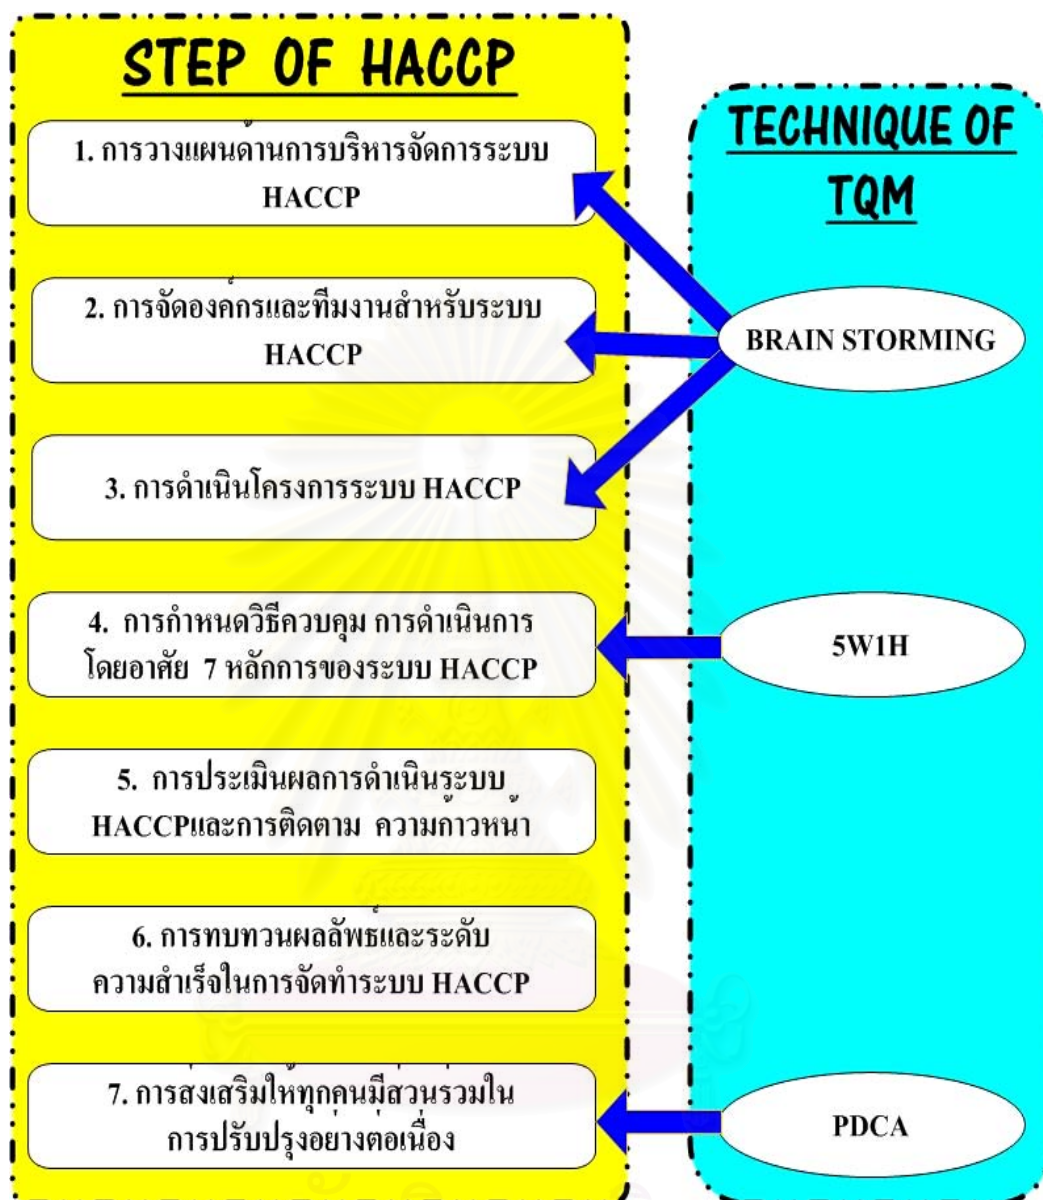 STEP OF HACCP
1. การวางแผนด้านการบริหารจัดการระบบ
HACCP
2. การจัดองค์กรและทีมงานสำหรับระบบ
HACCP
3. การดำเนินโครงการระบบ HACCP
4. การกำหนดวิธีควบคุม การดำเนินการ
โดยอาศัย 7 หลักการของระบบ HACCP
5. การประเมินผลการดำเนินระบบ
HACCPและการติดตาม ความก้าวหน้า
6. การทบทวนผลลัพธ์และระดับ
ความสำเร็จในการจัดทำระบบ HACCP
7. การส่งเสริมให้ทุกคนมีส่วนร่วมใน
การปรับปรุงอย่างต่อเนื่อง
TECHNIQUE OF
TQM
BRAIN STORMING
5W1H
PDCA